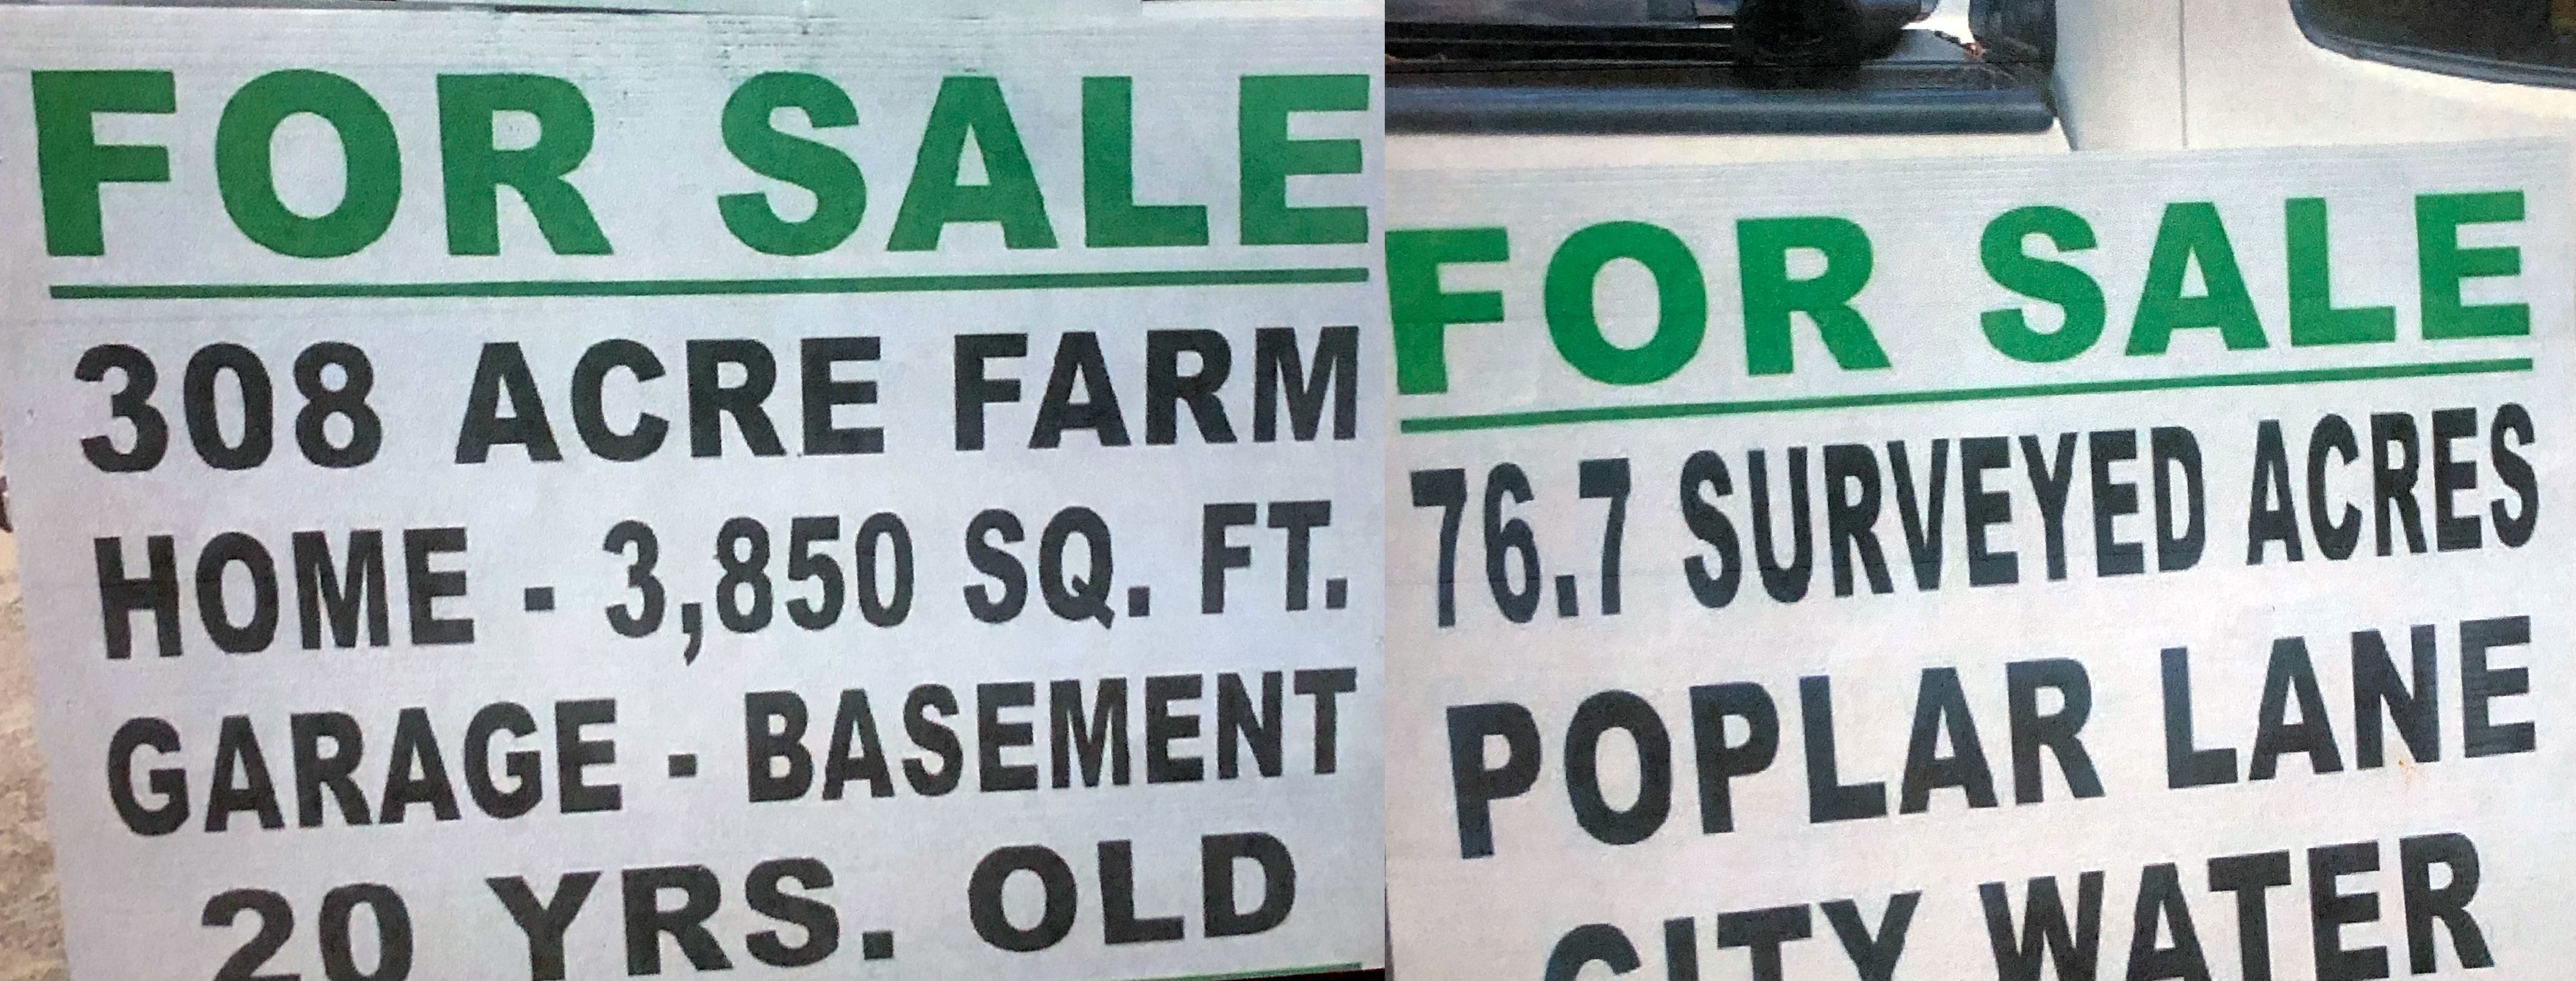 FOR SALE
308 ACRE FARM
HOME - 3,850 SQ. FT.
GARAGE - BASEMENT
20 YRS. OLD
FOR SALE
76.7 SURVEYED ACRES
POPLAR LANE
CITY WATER